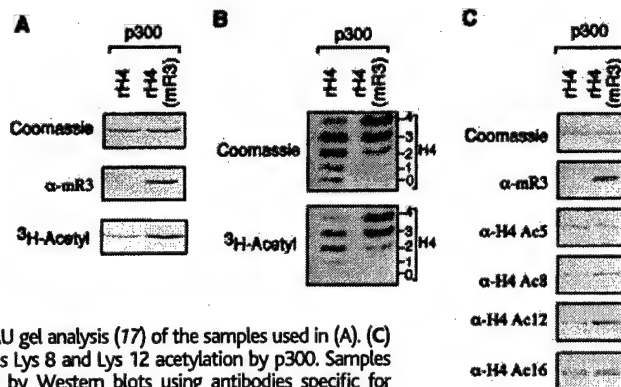 A
p300
rH4
rH4
(mR3)
Coomassie
α-mR3
³H-Acetyl
B
p300
rH4
rH4
(mR3)
Coomassie
4
3
2
1
0
H4
³H-Acetyl
4
3
2
1
0
H4
C
p300
rH4
rH4
(mR3)
Coomassie
α-mR3
α-H4 Ac5
α-H4 Ac8
α-H4 Ac12
α-H4 Ac16
AU gel analysis (17) of the samples used in (A). (C)
s Lys 8 and Lys 12 acetylation by p300. Samples
by Western blots using antibodies specific for